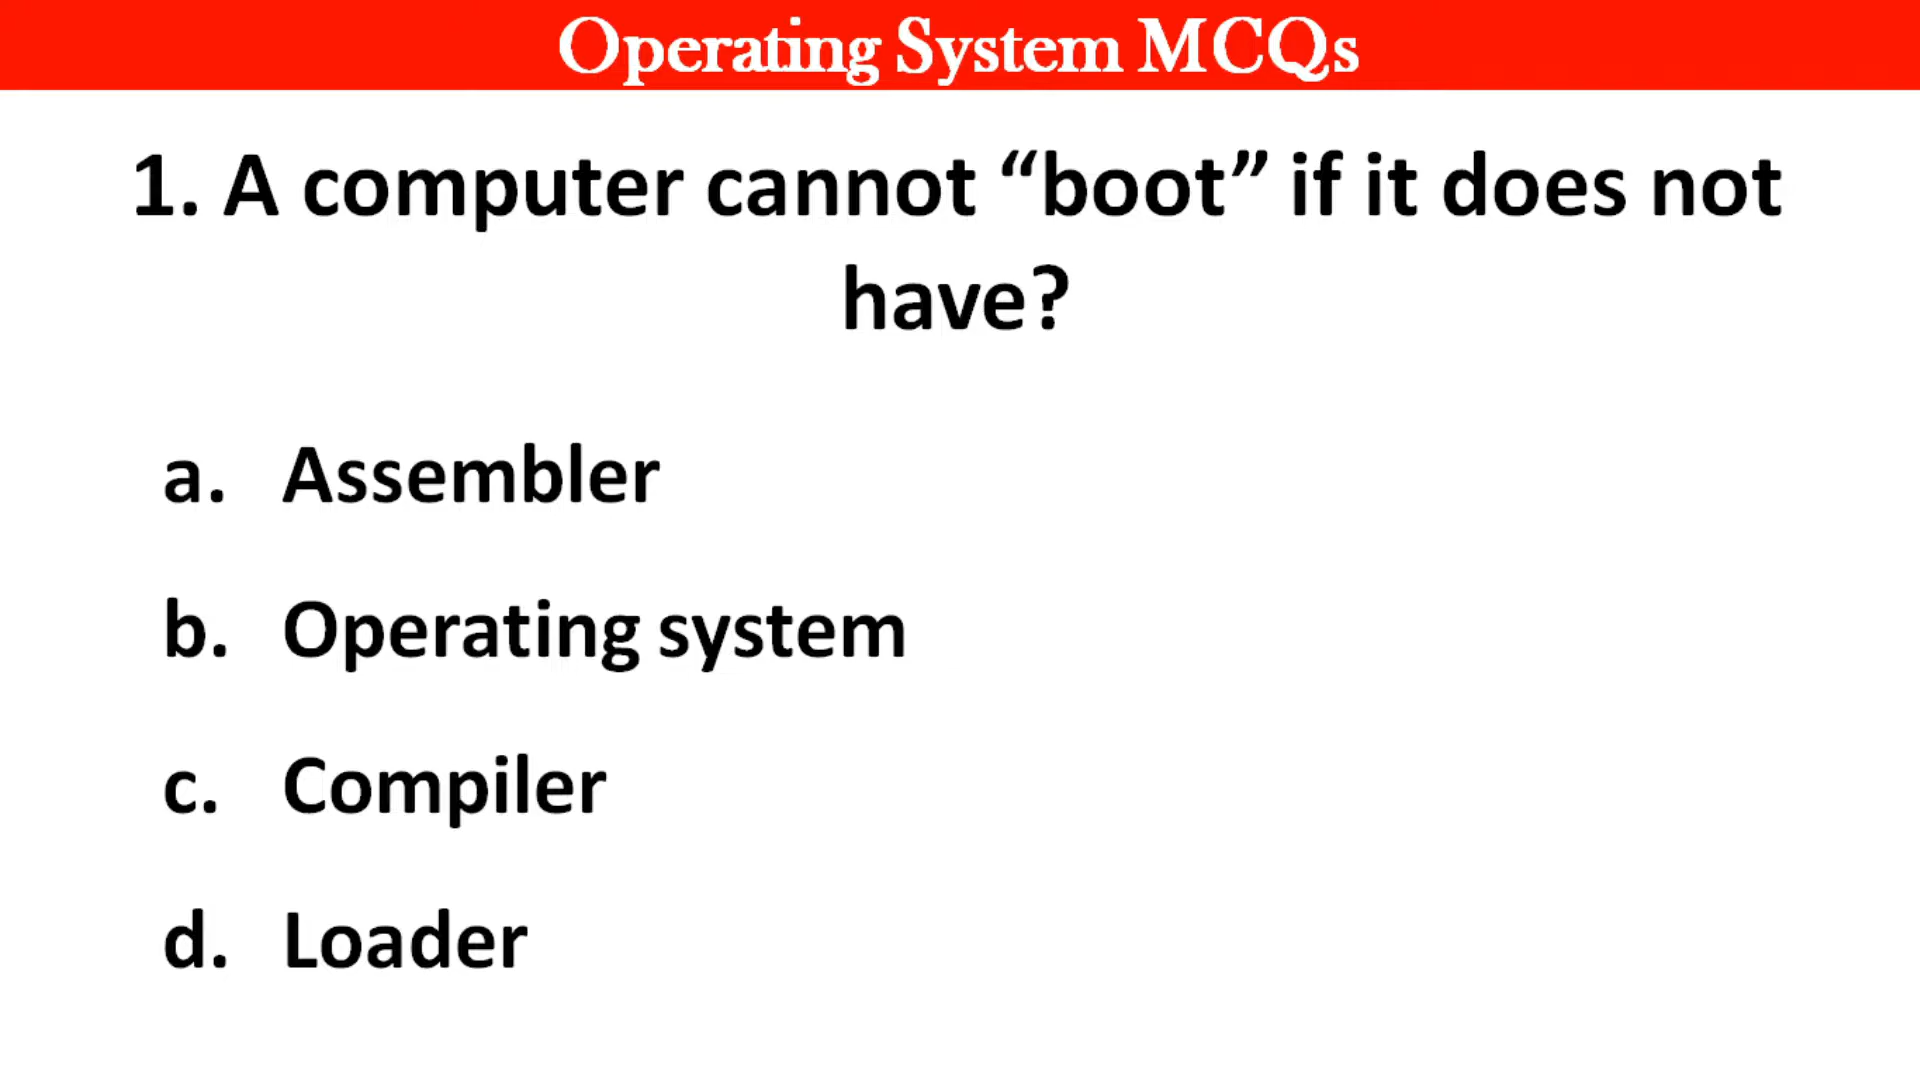 Operating System MCQs
1. A computer cannot “boot” if it does not
have?
a. Assembler
b. Operating system
c. Compiler
d. Loader